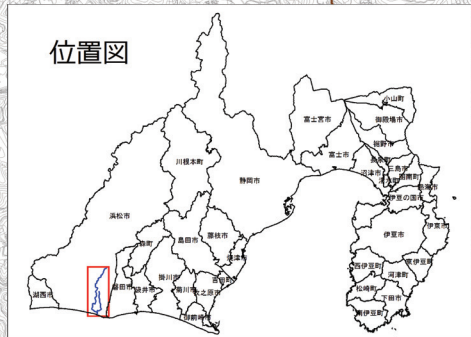 位置図
小山町
御殿場市
富士宮市
裾野市
富士市
長泉町
三島市
沼津市
清水町
函南町
熱海市
伊豆の国市
川根本町
静岡市
浜松市
伊東市
伊豆市
島田市
藤枝市
森町
焼津市
西伊豆町
東伊豆町
掛川市
吉田町
河津町
磐田市
袋井市
菊川市
牧之原市
湖西市
松崎町
下田市
御前崎市
南伊豆町